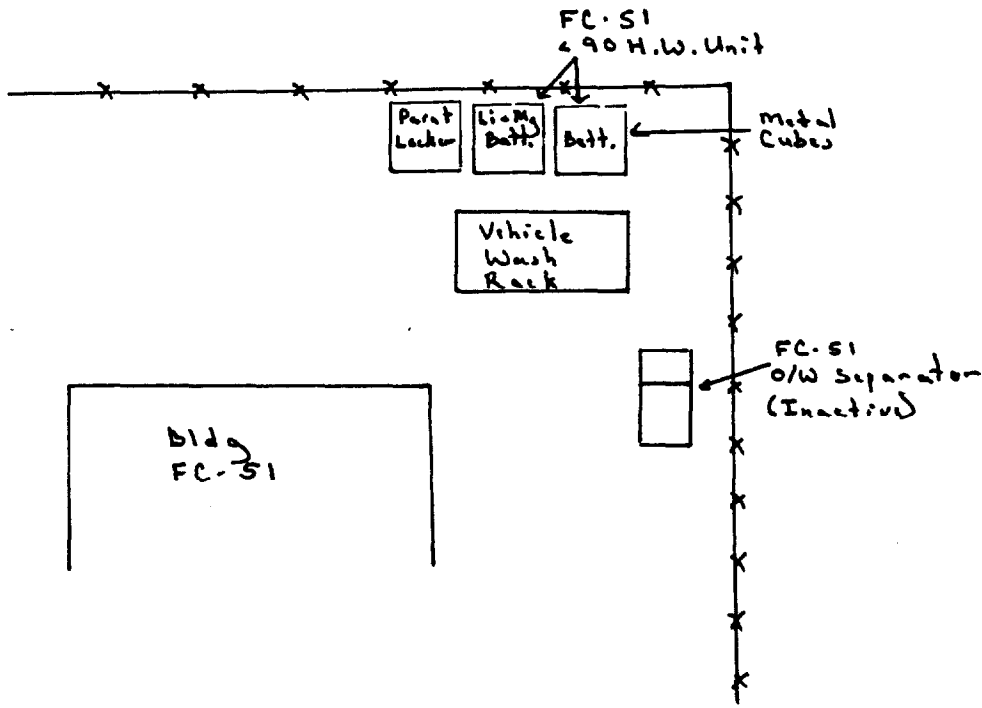 FC-51
< 90 H.W. Unit
Paint
Locker
Li-Mg
Batt.
Batt.
Metal
Cubes
Vehicle
Wash
Rack
FC-51
O/W Separator
(Inactive)
Bldg
FC-51